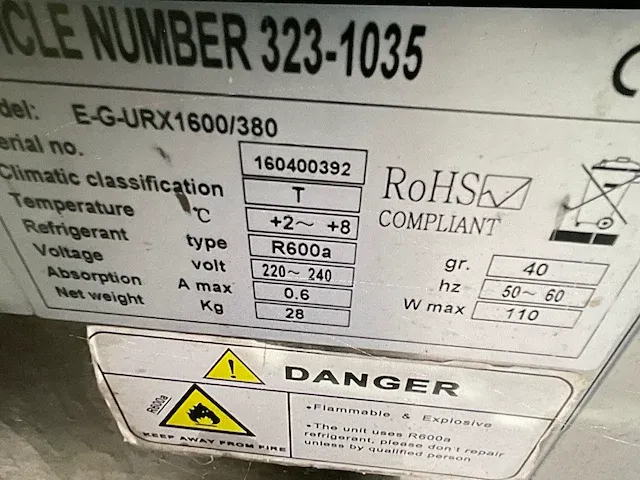 ICLE NUMBER 323-1035
del: E-G-URX1600/380
erial no. 160400392
Climatic classification T
Temperature °C +2~ +8
Refrigerant type R600a gr. 40
Voltage volt 220~ 240 hz 50~ 60
Absorption A max 0.6 W max 110
Net weight Kg 28
RoHS
COMPLIANT
DANGER
R600a
KEEP AWAY FROM FIRE
•Flammable & Explosive
•The unit uses R600a
refrigerant, please don't repair
unless by qualified person